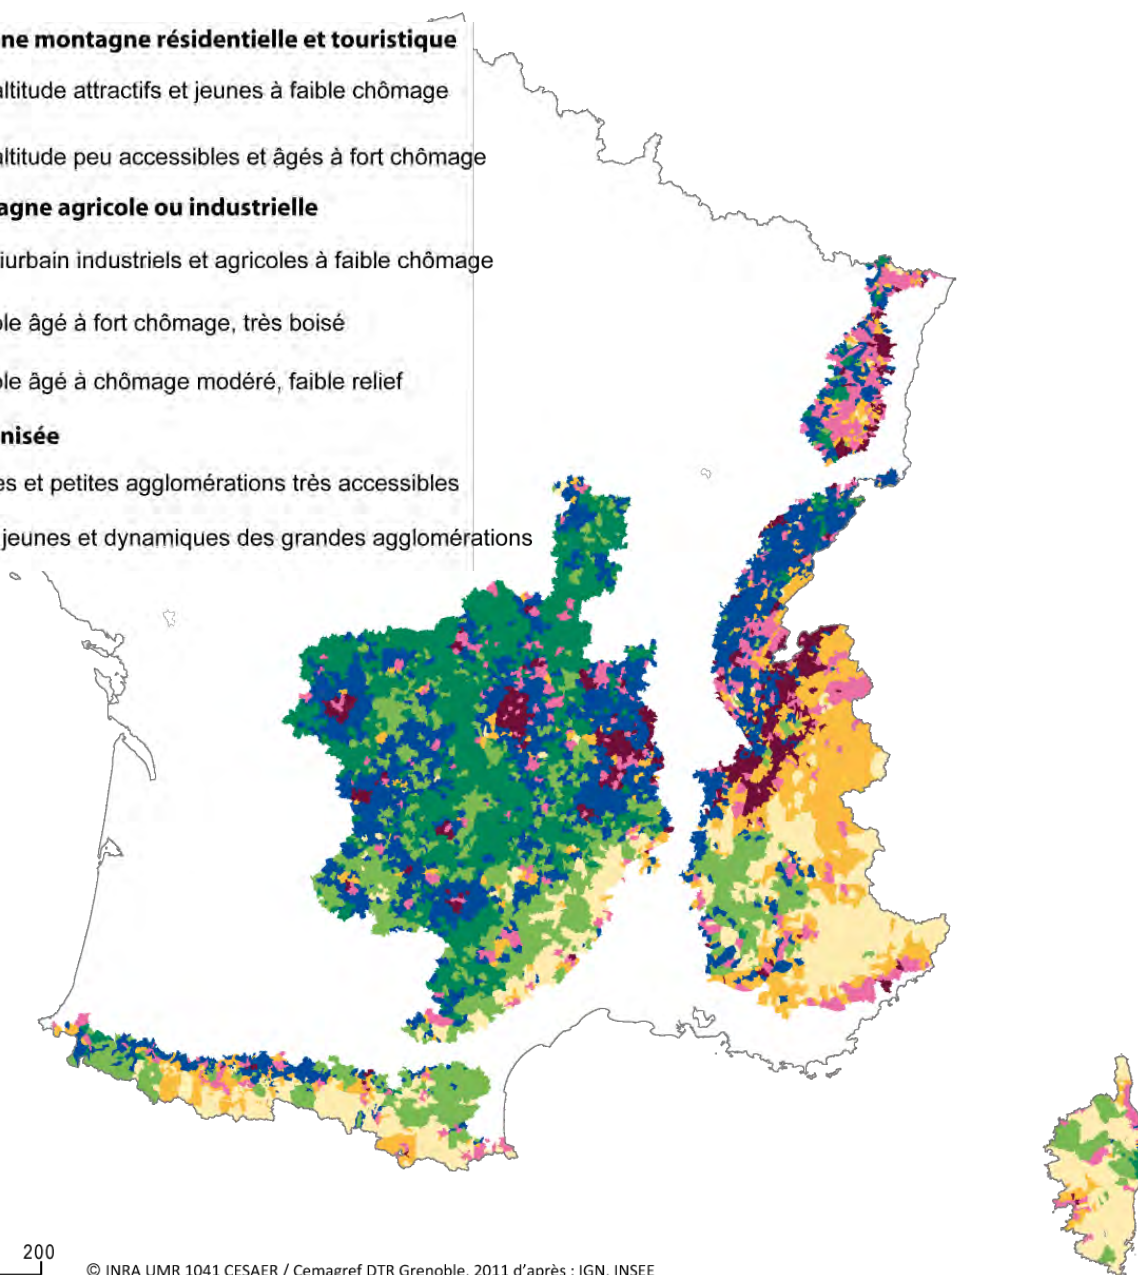 ne montagne résidentielle et touristique
altitude attractifs et jeunes à faible chômage
altitude peu accessibles et âgés à fort chômage
agne agricole ou industrielle
iurbain industriels et agricoles à faible chômage
ole âgé à fort chômage, très boisé
ole âgé à chômage modéré, faible relief
nisée
es et petites agglomérations très accessibles
jeunes et dynamiques des grandes agglomérations
200
© INRA UMR 1041 CESAER / Cemagref DTR Grenoble, 2011 d'après : IGN, INSEE